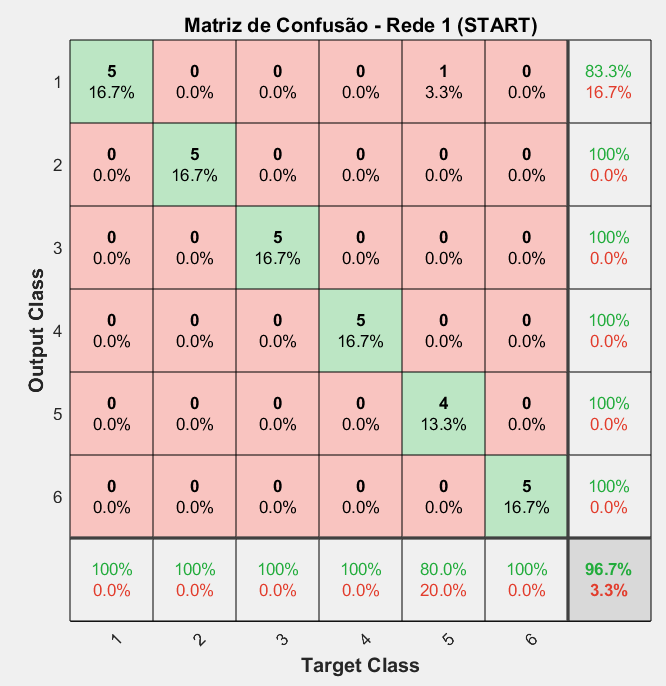 Matriz de Confusão - Rede 1 (START)
1 5 0 0 0 1 0 83.3%
16.7% 0.0% 0.0% 0.0% 3.3% 0.0% 16.7%
2 0 5 0 0 0 0 100%
0.0% 16.7% 0.0% 0.0% 0.0% 0.0% 0.0%
3 0 0 5 0 0 0 100%
0.0% 0.0% 16.7% 0.0% 0.0% 0.0% 0.0%
4 0 0 0 5 0 0 100%
0.0% 0.0% 0.0% 16.7% 0.0% 0.0% 0.0%
5 0 0 0 0 4 0 100%
0.0% 0.0% 0.0% 0.0% 13.3% 0.0% 0.0%
6 0 0 0 0 0 5 100%
0.0% 0.0% 0.0% 0.0% 0.0% 16.7% 0.0%
100% 100% 100% 100% 80.0% 100% 96.7%
0.0% 0.0% 0.0% 0.0% 20.0% 0.0% 3.3%
1 2 3 4 5 6
Target Class
Output Class